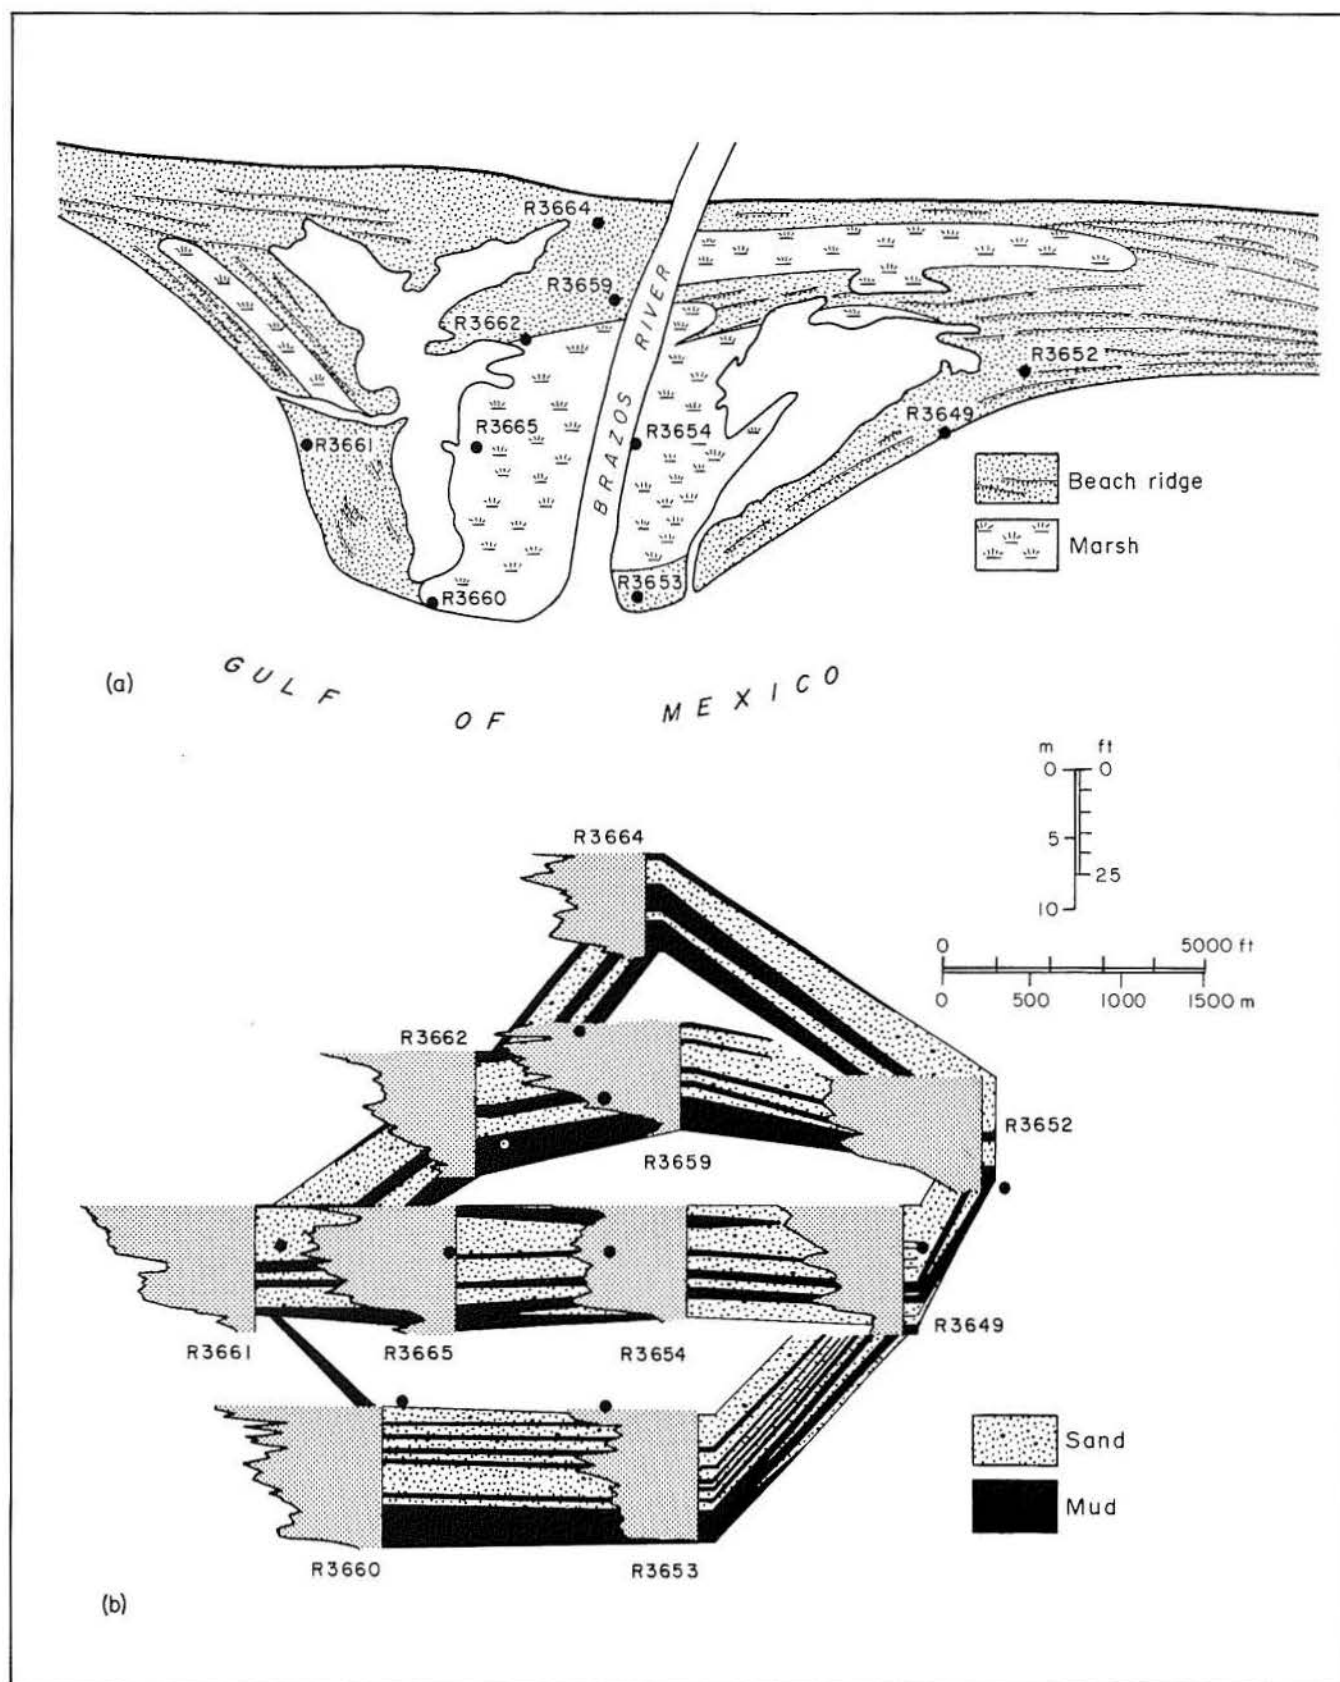 R3664
R3659
R3662
BRAZOS RIVER
R3652
R3649
R3665
R3654
R3661
Beach ridge
Marsh
R3653
R3660
(a)
GULF OF MEXICO
m ft
0 0
5
25
10
R3664
0 5000 ft
0 500 1000 1500 m
R3662
R3652
R3659
R3649
R3661 R3665 R3654
Sand
Mud
R3660 R3653
(b)